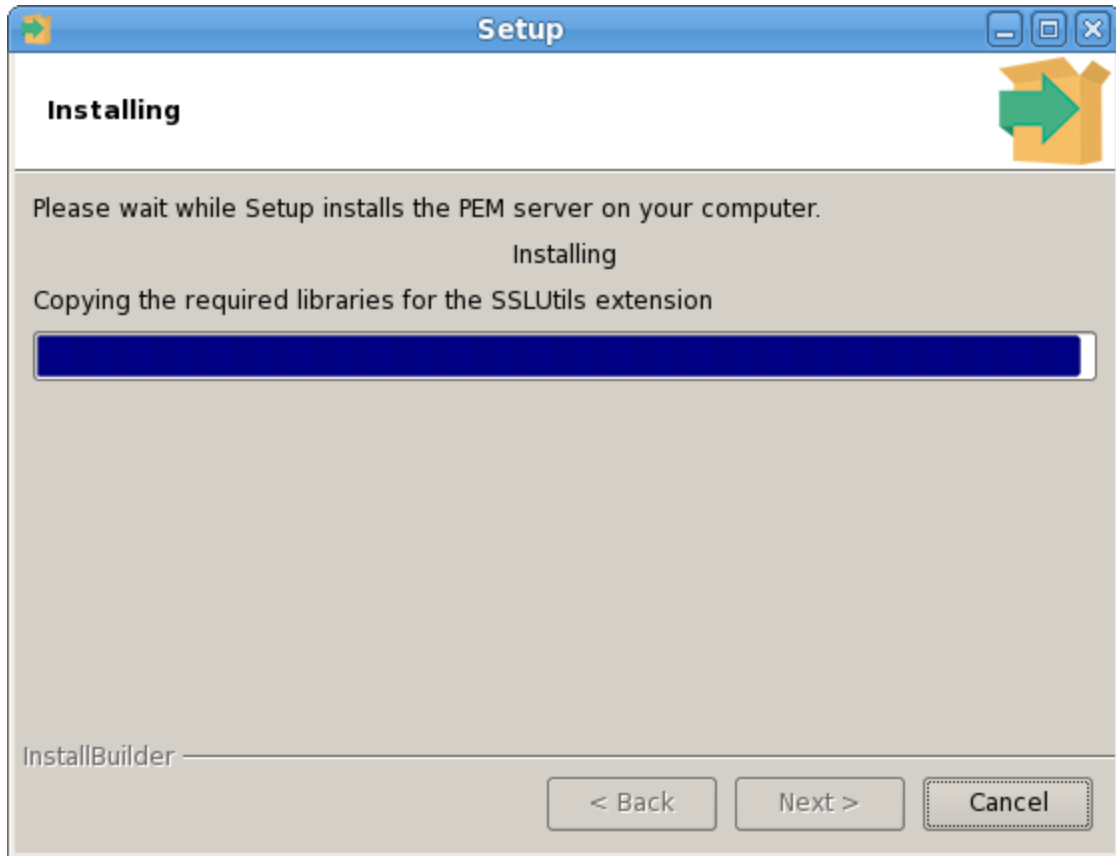 Setup
Installing
Please wait while Setup installs the PEM server on your computer.
Installing
Copying the required libraries for the SSLUtils extension
InstallBuilder
< Back Next > Cancel